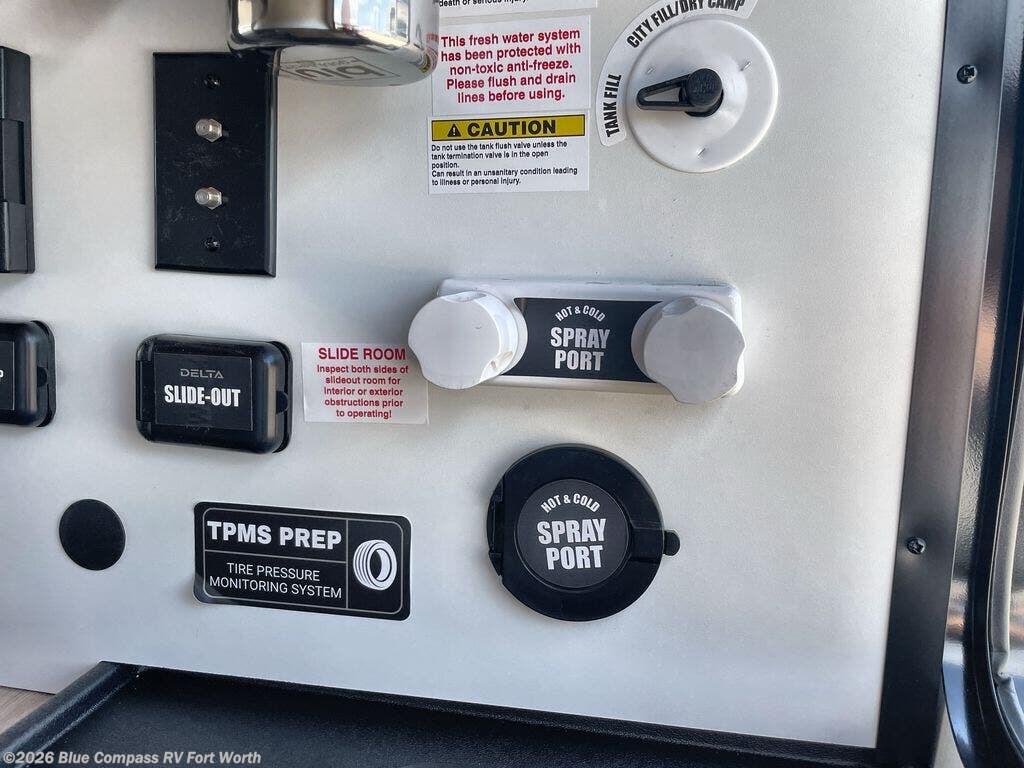 death or serious injury.
This fresh water system
has been protected with
non-toxic anti-freeze.
Please flush and drain
lines before using.
CITY FILL/DRY CAMP
TANK FILL
CAUTION
Do not use the tank flush valve unless the
tank termination valve is in the open
position.
Can result in an unsanitary condition leading
to illness or personal injury.
HOT & COLD
SPRAY
PORT
DELTA
SLIDE-OUT
SLIDE ROOM
Inspect both sides of
slideout room for
interior or exterior
obstructions prior
to operating!
HOT & COLD
SPRAY
PORT
TPMS PREP
TIRE PRESSURE
MONITORING SYSTEM
©2026 Blue Compass RV Fort Worth